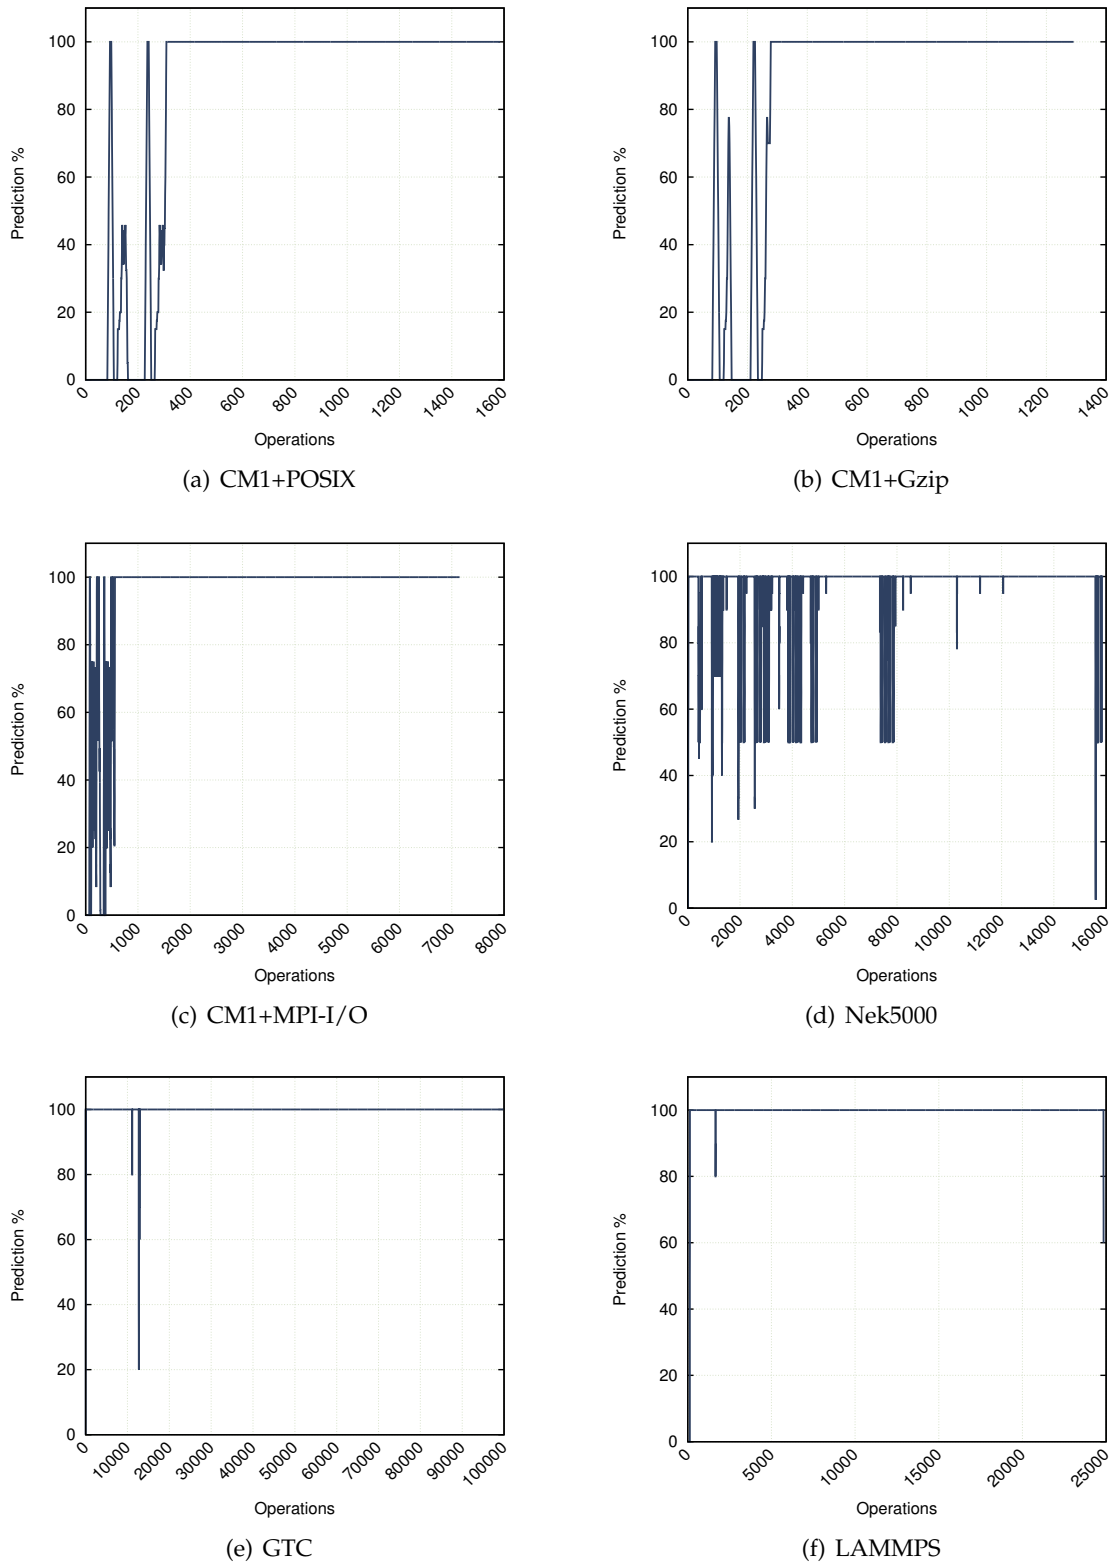 100
80
60
40
20
0
Prediction %
0 200 400 600 800 1000 1200 1400 1600
Operations
(a) CM1+POSIX
100
80
60
40
20
0
Prediction %
0 200 400 600 800 1000 1200 1400
Operations
(b) CM1+Gzip
100
80
60
40
20
0
Prediction %
0 1000 2000 3000 4000 5000 6000 7000 8000
Operations
(c) CM1+MPI-I/O
100
80
60
40
20
0
Prediction %
0 2000 4000 6000 8000 10000 12000 14000 16000
Operations
(d) Nek5000
100
80
60
40
20
0
Prediction %
0 10000 20000 30000 40000 50000 60000 70000 80000 90000 100000
Operations
(e) GTC
100
80
60
40
20
0
Prediction %
0 5000 10000 15000 20000 25000
Operations
(f) LAMMPS